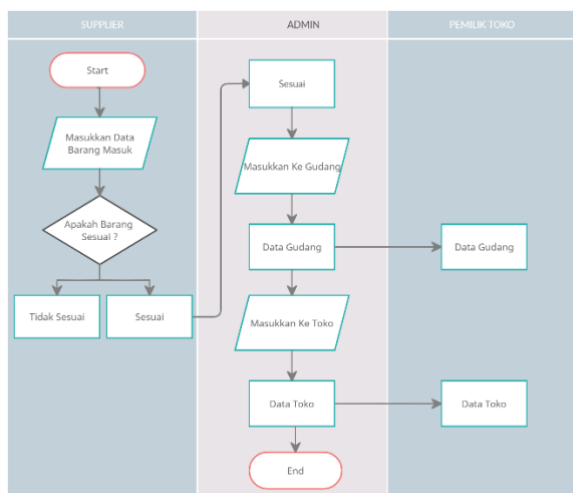 SUPPLIER
ADMIN
PEMILIK TOKO
Start
Masukkan Data
Barang Masuk
Apakah Barang
Sesuai ?
Tidak Sesuai
Sesuai
Sesuai
Masukkan Ke Gudang
Data Gudang
Data Gudang
Masukkan Ke Toko
Data Toko
Data Toko
End